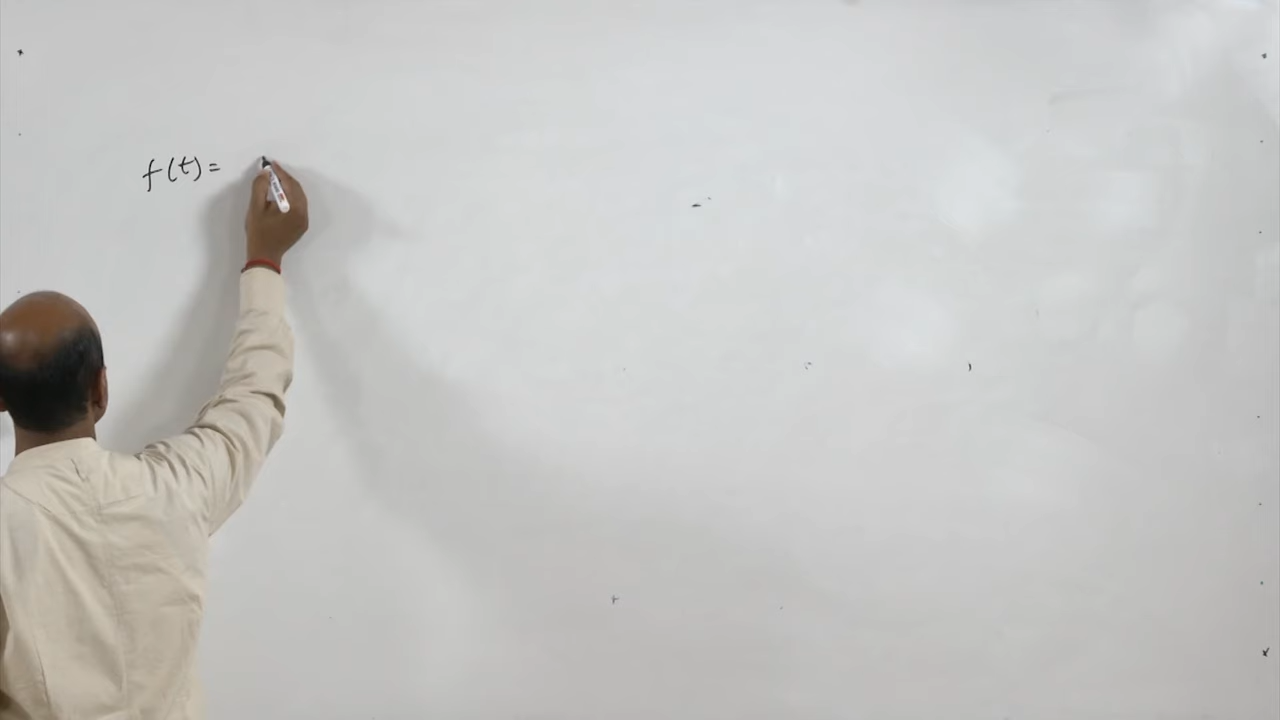 f(t) =